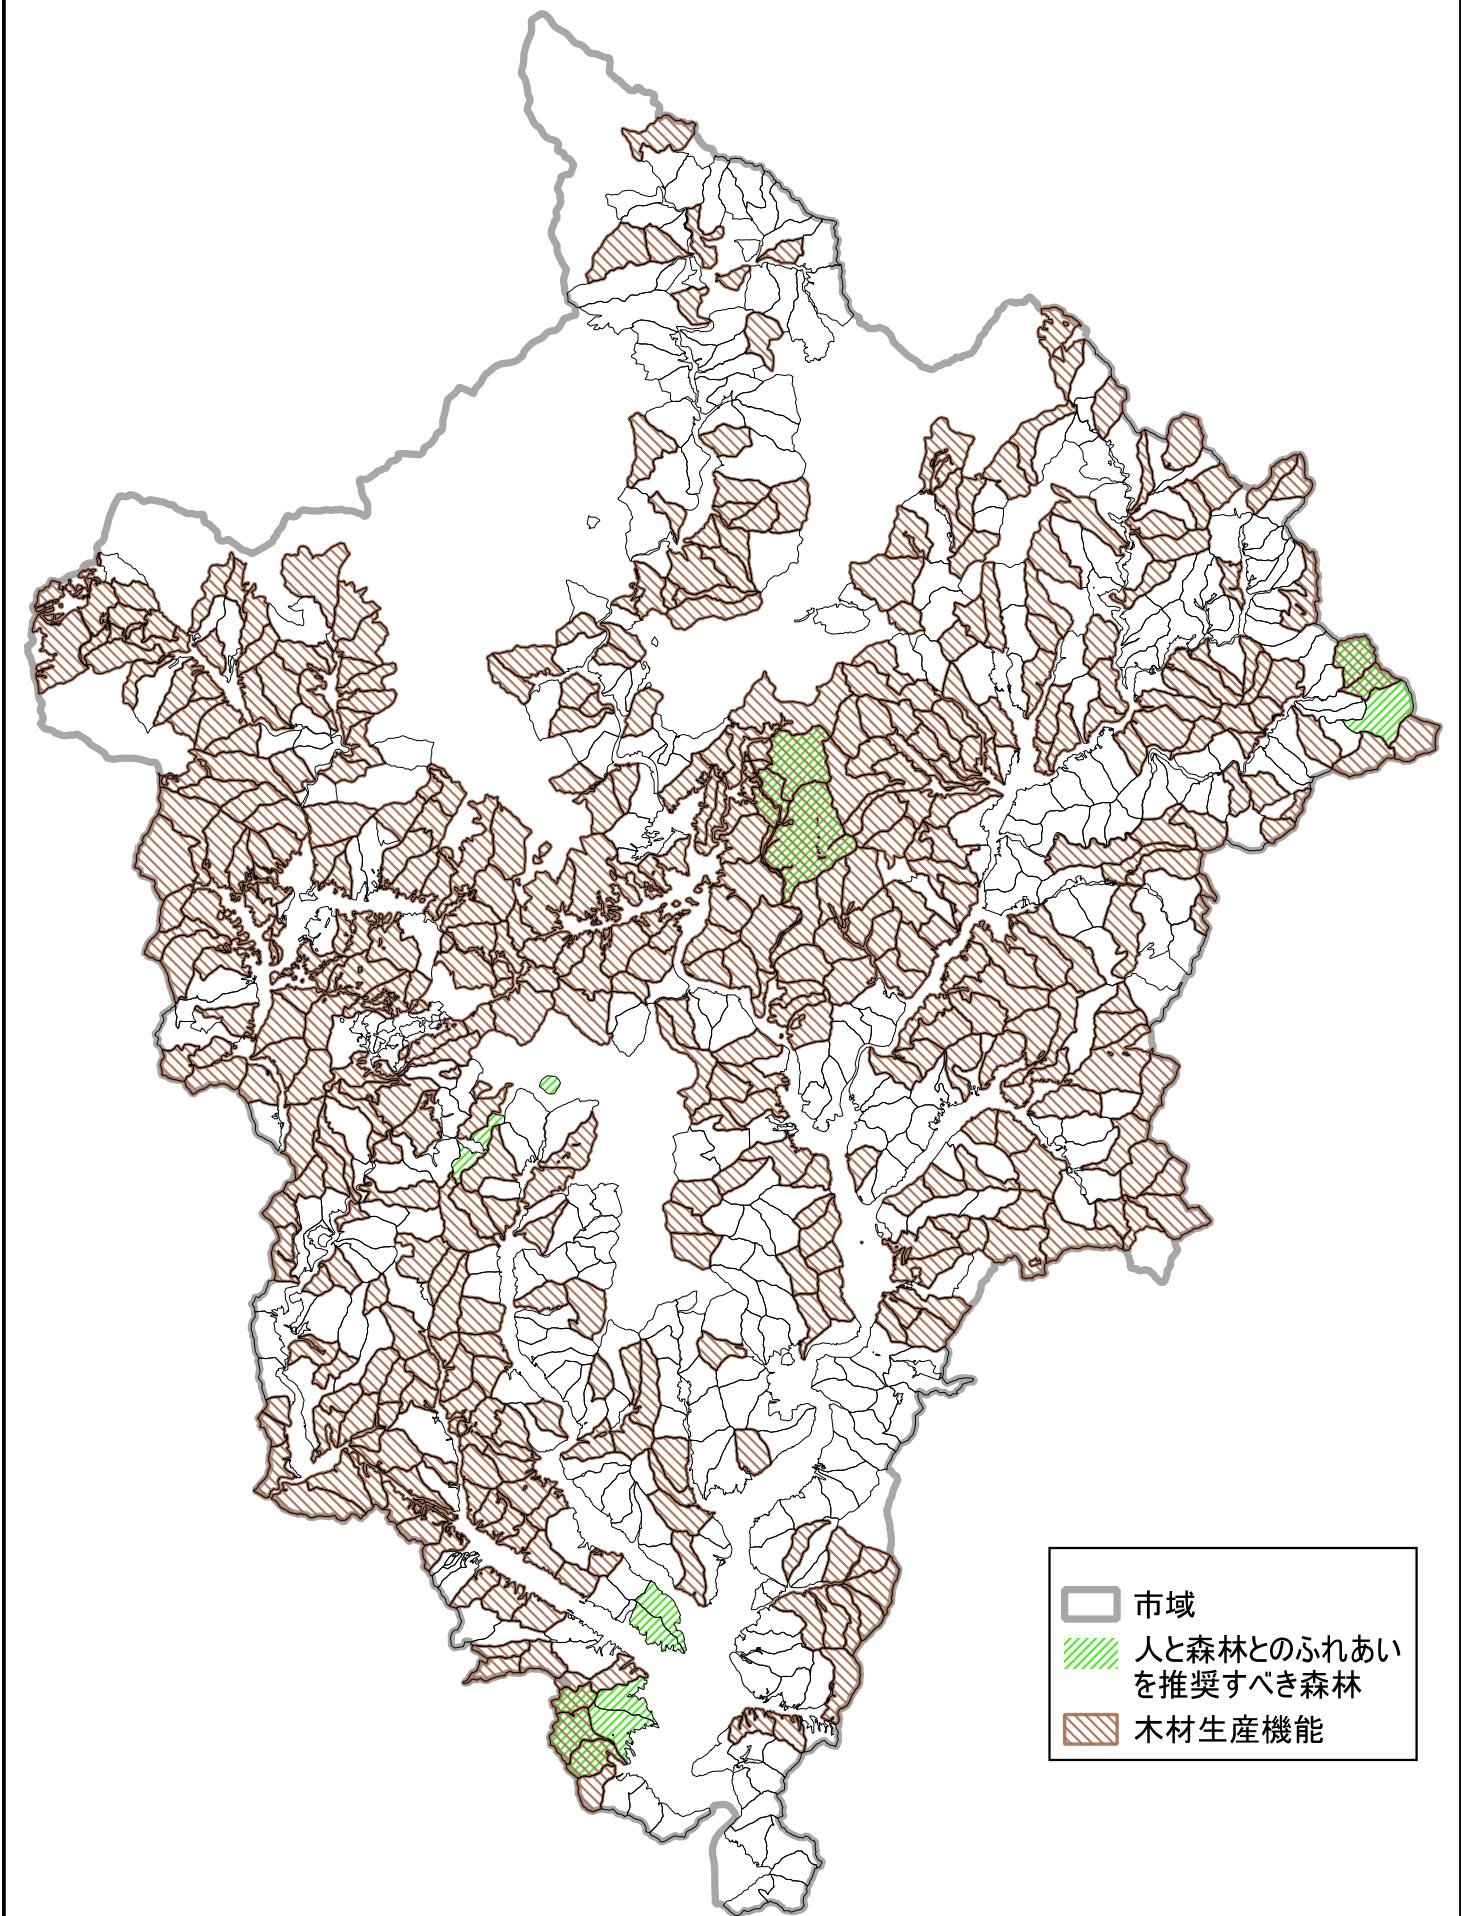 市域
人と森林とのふれあい
を推奨すべき森林
木材生産機能